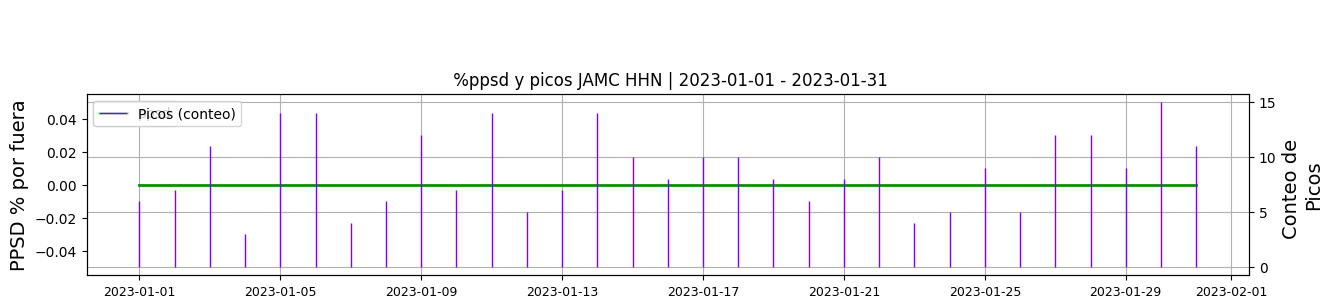 %ppsd y picos JAMC HHN | 2023-01-01 - 2023-01-31
Picos (conteo)
PPSD % por fuera
0.04
0.02
0.00
−0.02
−0.04
15
10
5
0
Conteo de
Picos
2023-01-01 2023-01-05 2023-01-09 2023-01-13 2023-01-17 2023-01-21 2023-01-25 2023-01-29 2023-02-01